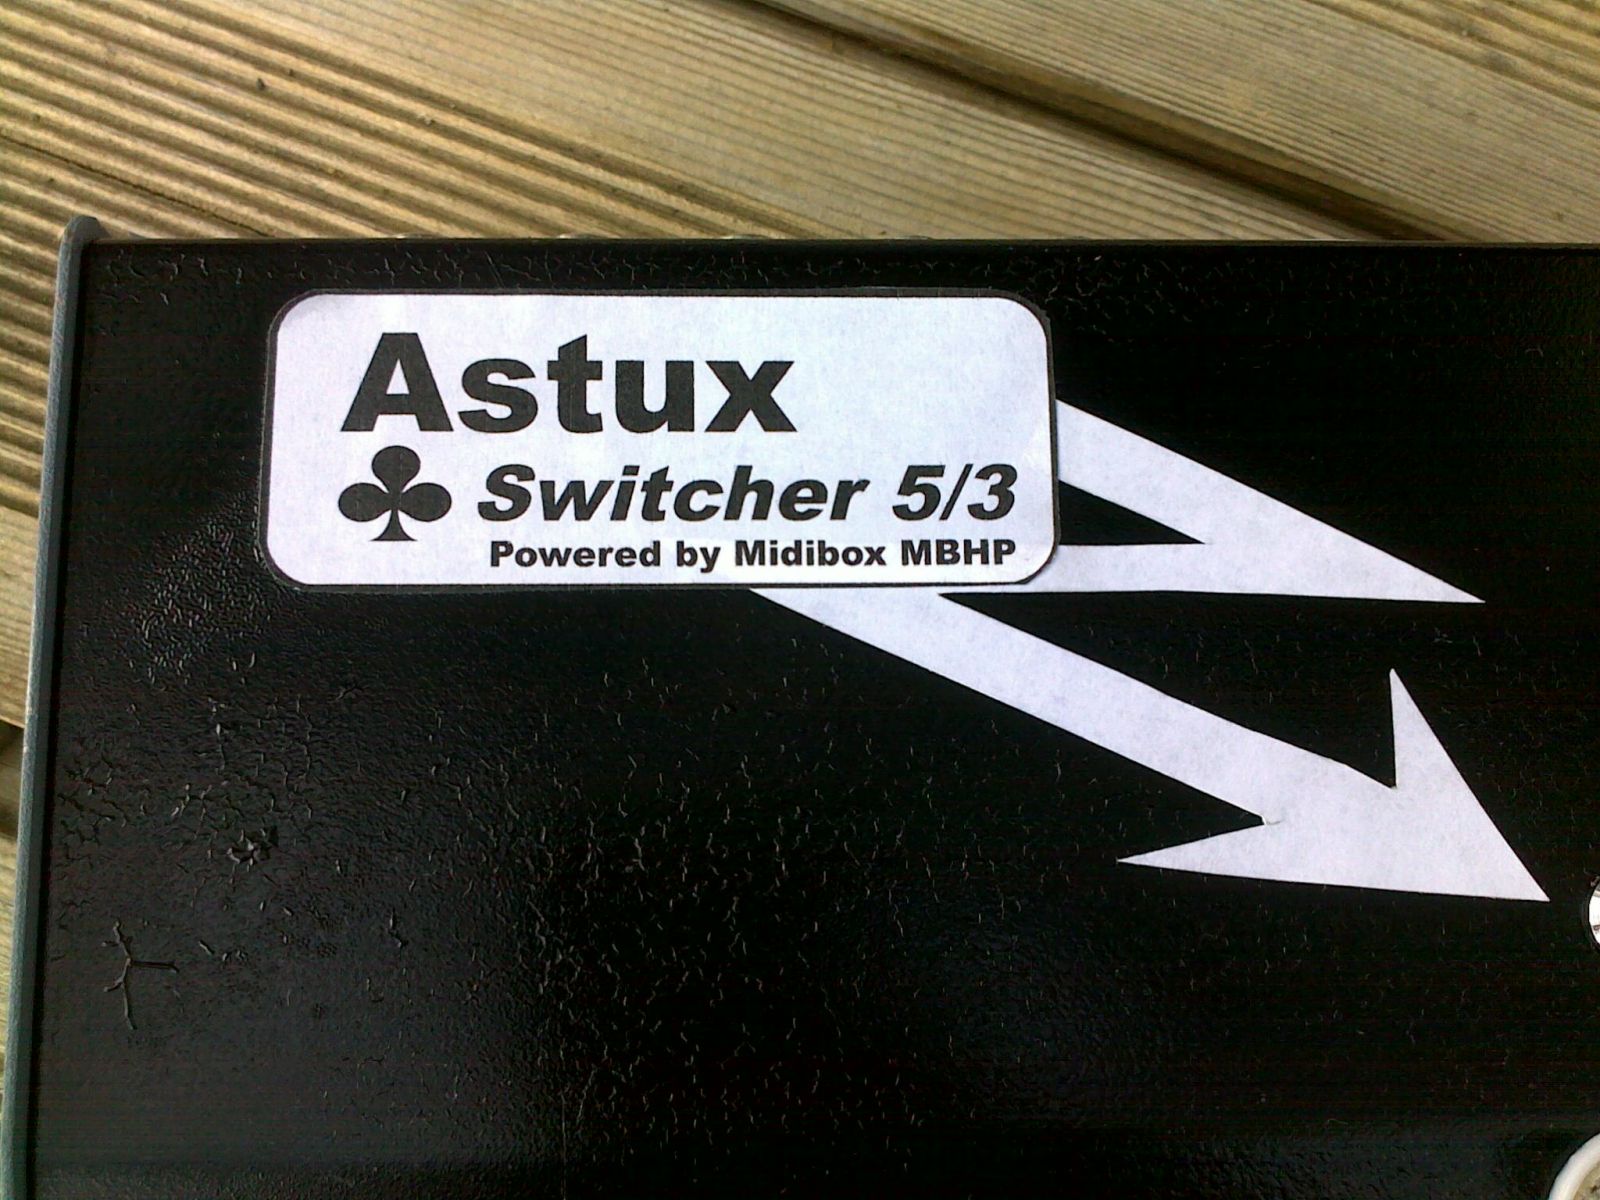 Astux
♣ Switcher 5/3
Powered by Midibox MBHP